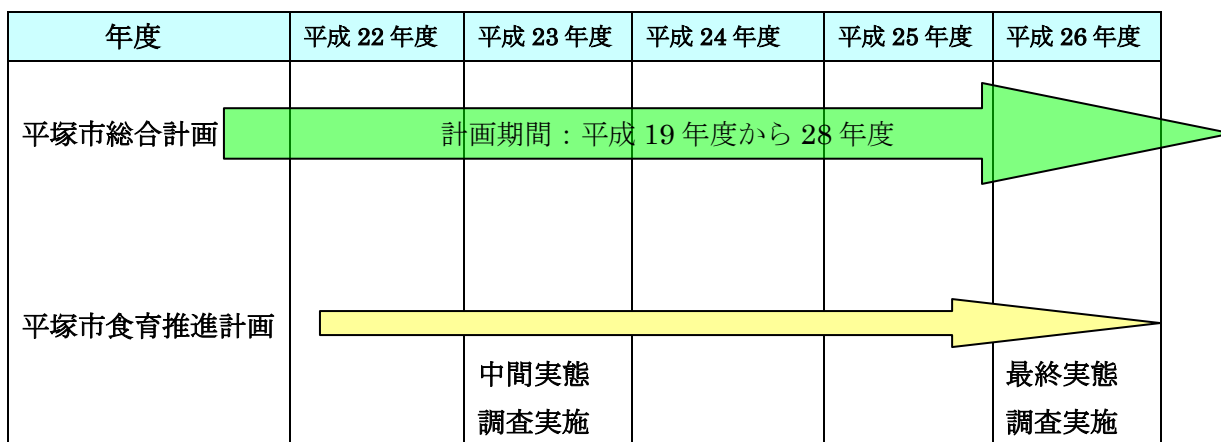 年度 平成 22 年度 平成 23 年度 平成 24 年度 平成 25 年度 平成 26 年度
平塚市総合計画 計画期間：平成 19 年度から 28 年度
平塚市食育推進計画
中間実態 最終実態
調査実施 調査実施